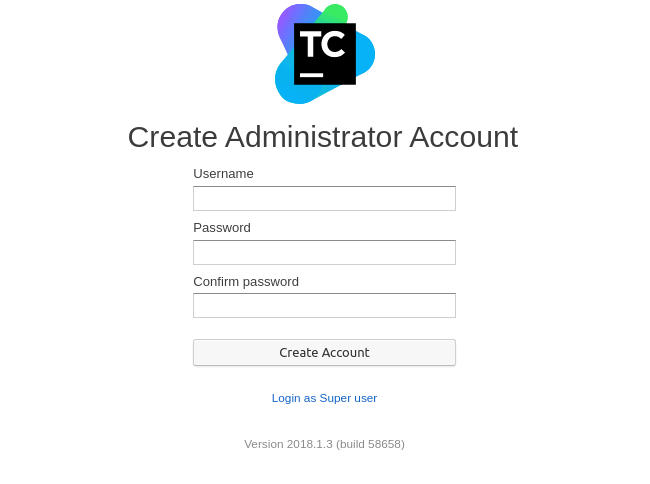 TC
Create Administrator Account
Username
Password
Confirm password
Create Account
Login as Super user
Version 2018.1.3 (build 58658)